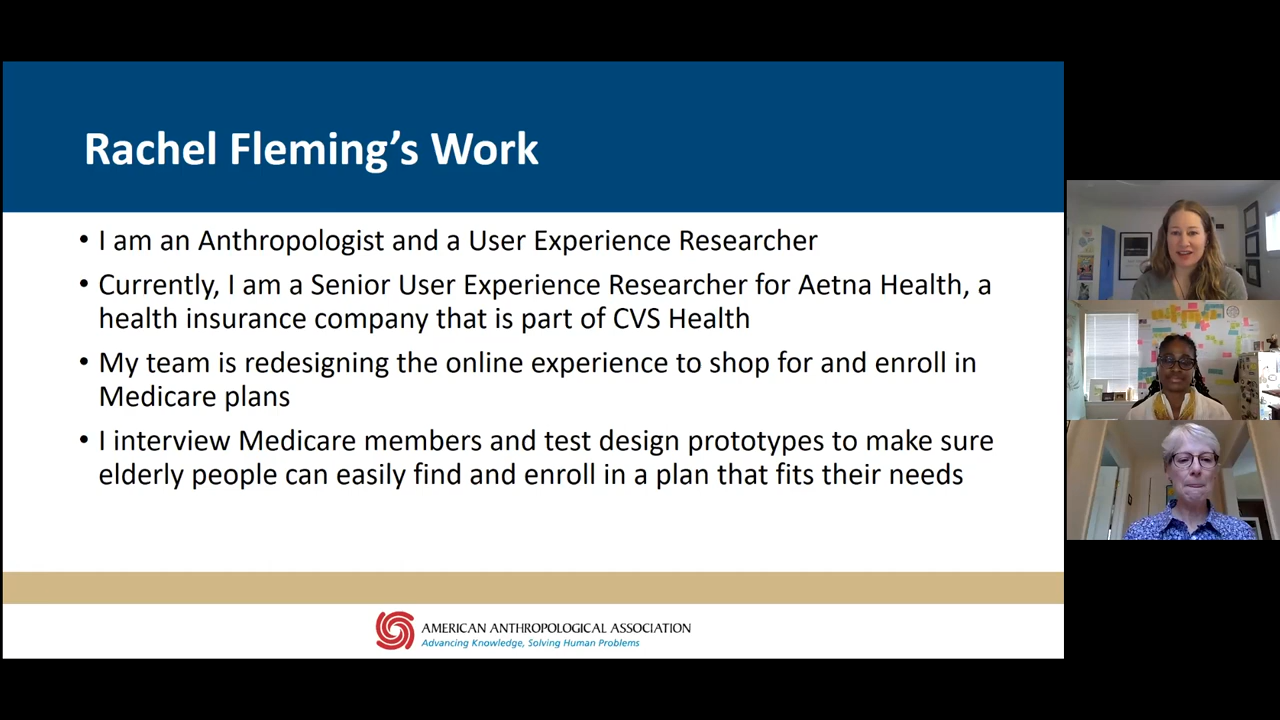 Rachel Fleming’s Work
• I am an Anthropologist and a User Experience Researcher
• Currently, I am a Senior User Experience Researcher for Aetna Health, a
health insurance company that is part of CVS Health
• My team is redesigning the online experience to shop for and enroll in
Medicare plans
• I interview Medicare members and test design prototypes to make sure
elderly people can easily find and enroll in a plan that fits their needs
AMERICAN ANTHROPOLOGICAL ASSOCIATION
Advancing Knowledge, Solving Human Problems